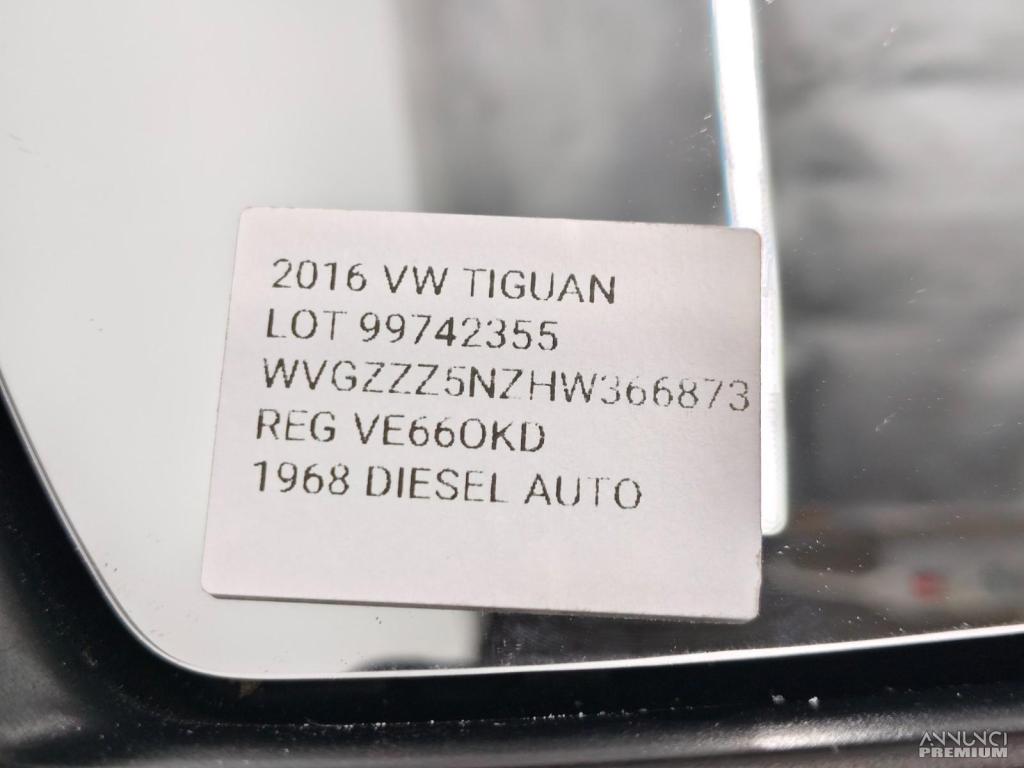 2016 VW TIGUAN
LOT 99742355
WVGZZZ5NZHW366873
REG VE66OKD
1968 DIESEL AUTO
ANNUNCI
PREMIUM